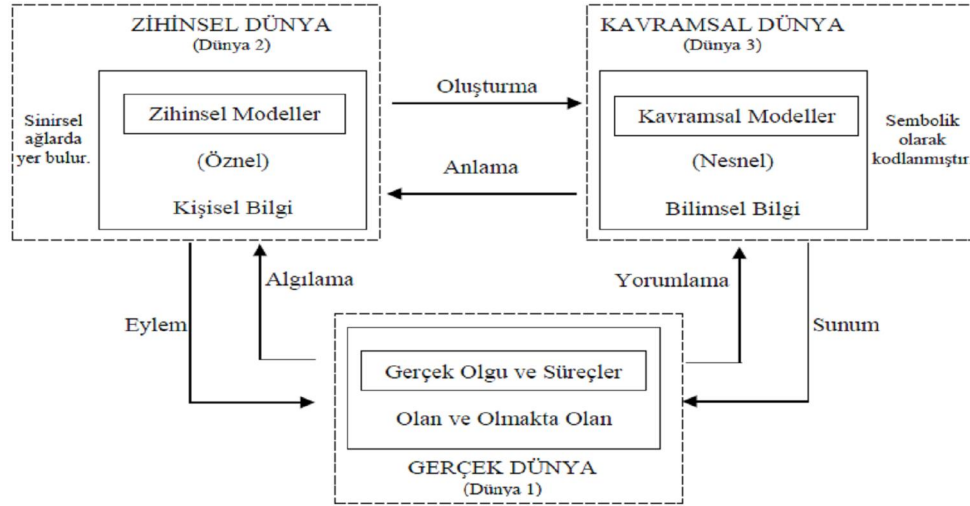 ZİHİNSEL DÜNYA
(Dünya 2)
Sinirsel
ağlarda
yer bulur.
Zihinsel Modeller
(Öznel)
Kişisel Bilgi
Oluşturma
Anlama
KAVRAMSAL DÜNYA
(Dünya 3)
Kavramsal Modeller
(Nesnel)
Bilimsel Bilgi
Sembolik
olarak
kodlanmıştır
Algılama
Eylem
Yorumlama
Sunum
Gerçek Olgu ve Süreçler
Olan ve Olmakta Olan
GERÇEK DÜNYA
(Dünya 1)